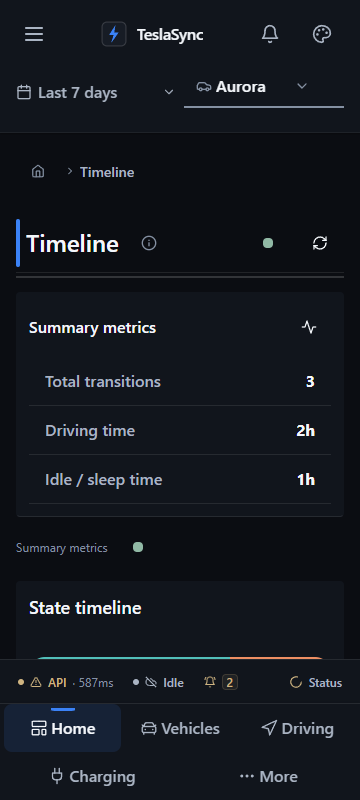 TeslaSync
Last 7 days
Aurora
Timeline
Timeline
Summary metrics
Total transitions 3
Driving time 2h
Idle / sleep time 1h
Summary metrics
State timeline
API · 587ms Idle 2 Status
Home Vehicles Driving
Charging More